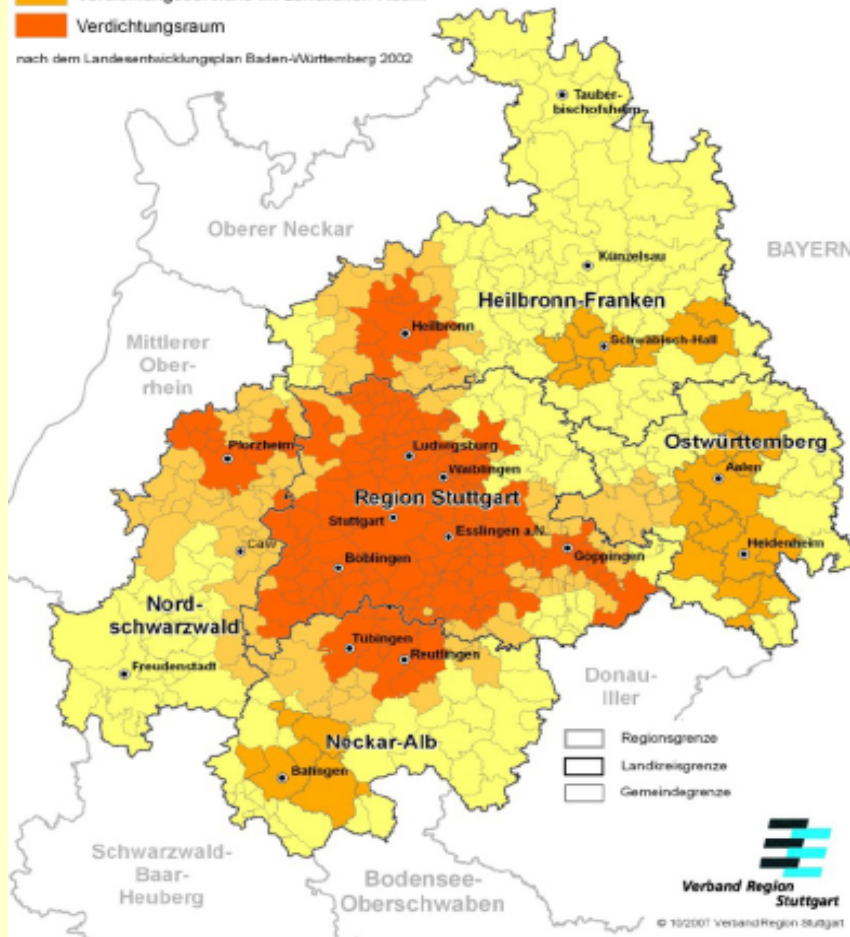 Verdichtungsraum
nach dem Landesentwicklungsplan Baden-Württemberg 2002
Tauber-
bischofsheim
Oberer Neckar
BAYERN
Künzelsau
Heilbronn-Franken
Heilbronn
Schwäbisch-Hall
Mittlerer
Ober-
rhein
Pforzheim
Ludwigsburg
Waiblingen
Ostwürttemberg
Aalen
Region Stuttgart
Stuttgart
Esslingen a.N.
Göppingen
Heidenheim
Calw
Böblingen
Nord-
schwarzwald
Tübingen
Reutlingen
Freudenstadt
Donau-
Iller
Neckar-Alb
Balingen
Regionsgrenze
Landkreisgrenze
Gemeindegrenze
Schwarzwald-
Baar-
Heuberg
Bodensee-
Oberschwaben
Verband Region
Stuttgart
© 10/2007 Verband Region Stuttgart